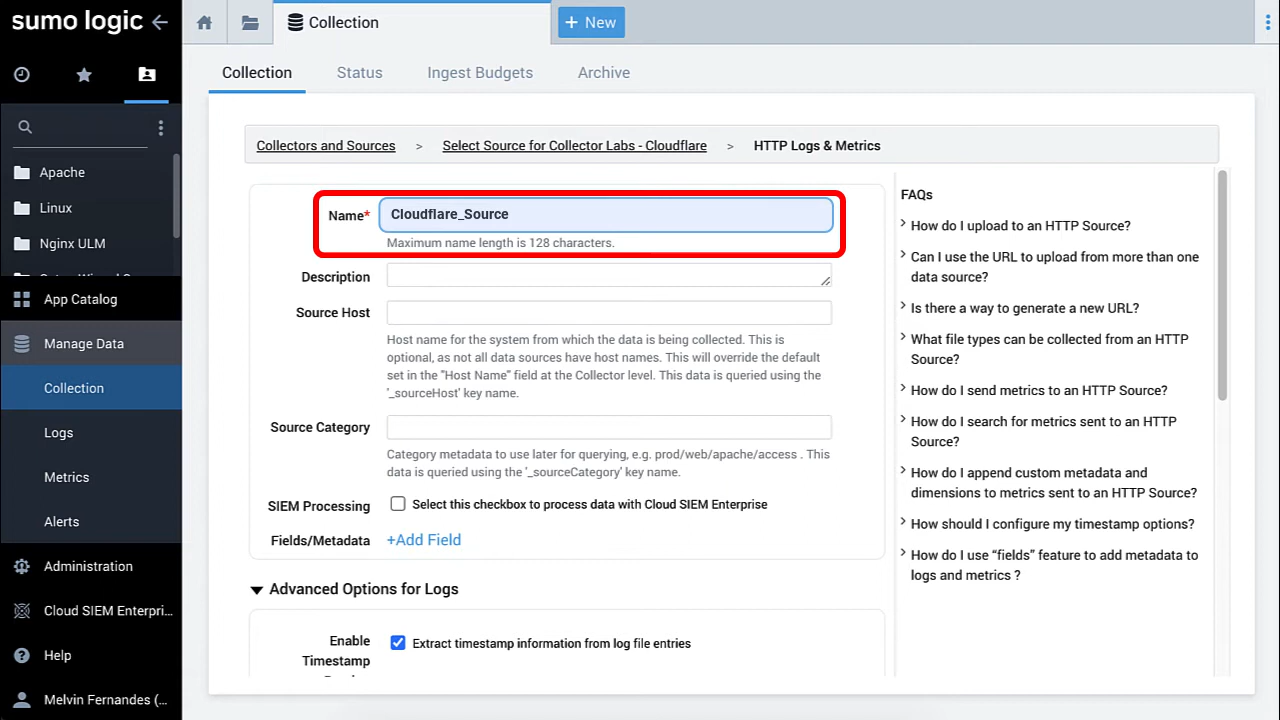 sumo logic
Collection
+ New
Collection
Status
Ingest Budgets
Archive
Apache
Linux
Nginx ULM
App Catalog
Manage Data
Collection
Logs
Metrics
Alerts
Administration
Cloud SIEM Enterpri...
Help
Melvin Fernandes (...
Collectors and Sources > Select Source for Collector Labs - Cloudflare > HTTP Logs & Metrics
Name* Cloudflare_Source
Maximum name length is 128 characters.
Description
Source Host
Host name for the system from which the data is being collected. This is
optional, as not all data sources have host names. This will override the default
set in the "Host Name" field at the Collector level. This data is queried using the
'_sourceHost' key name.
Source Category
Category metadata to use later for querying, e.g. prod/web/apache/access . This
data is queried using the '_sourceCategory' key name.
SIEM Processing Select this checkbox to process data with Cloud SIEM Enterprise
Fields/Metadata +Add Field
Advanced Options for Logs
Enable
Timestamp
Extract timestamp information from log file entries
FAQs
How do I upload to an HTTP Source?
Can I use the URL to upload from more than one
data source?
Is there a way to generate a new URL?
What file types can be collected from an HTTP
Source?
How do I send metrics to an HTTP Source?
How do I search for metrics sent to an HTTP
Source?
How do I append custom metadata and
dimensions to metrics sent to an HTTP Source?
How should I configure my timestamp options?
How do I use “fields” feature to add metadata to
logs and metrics ?